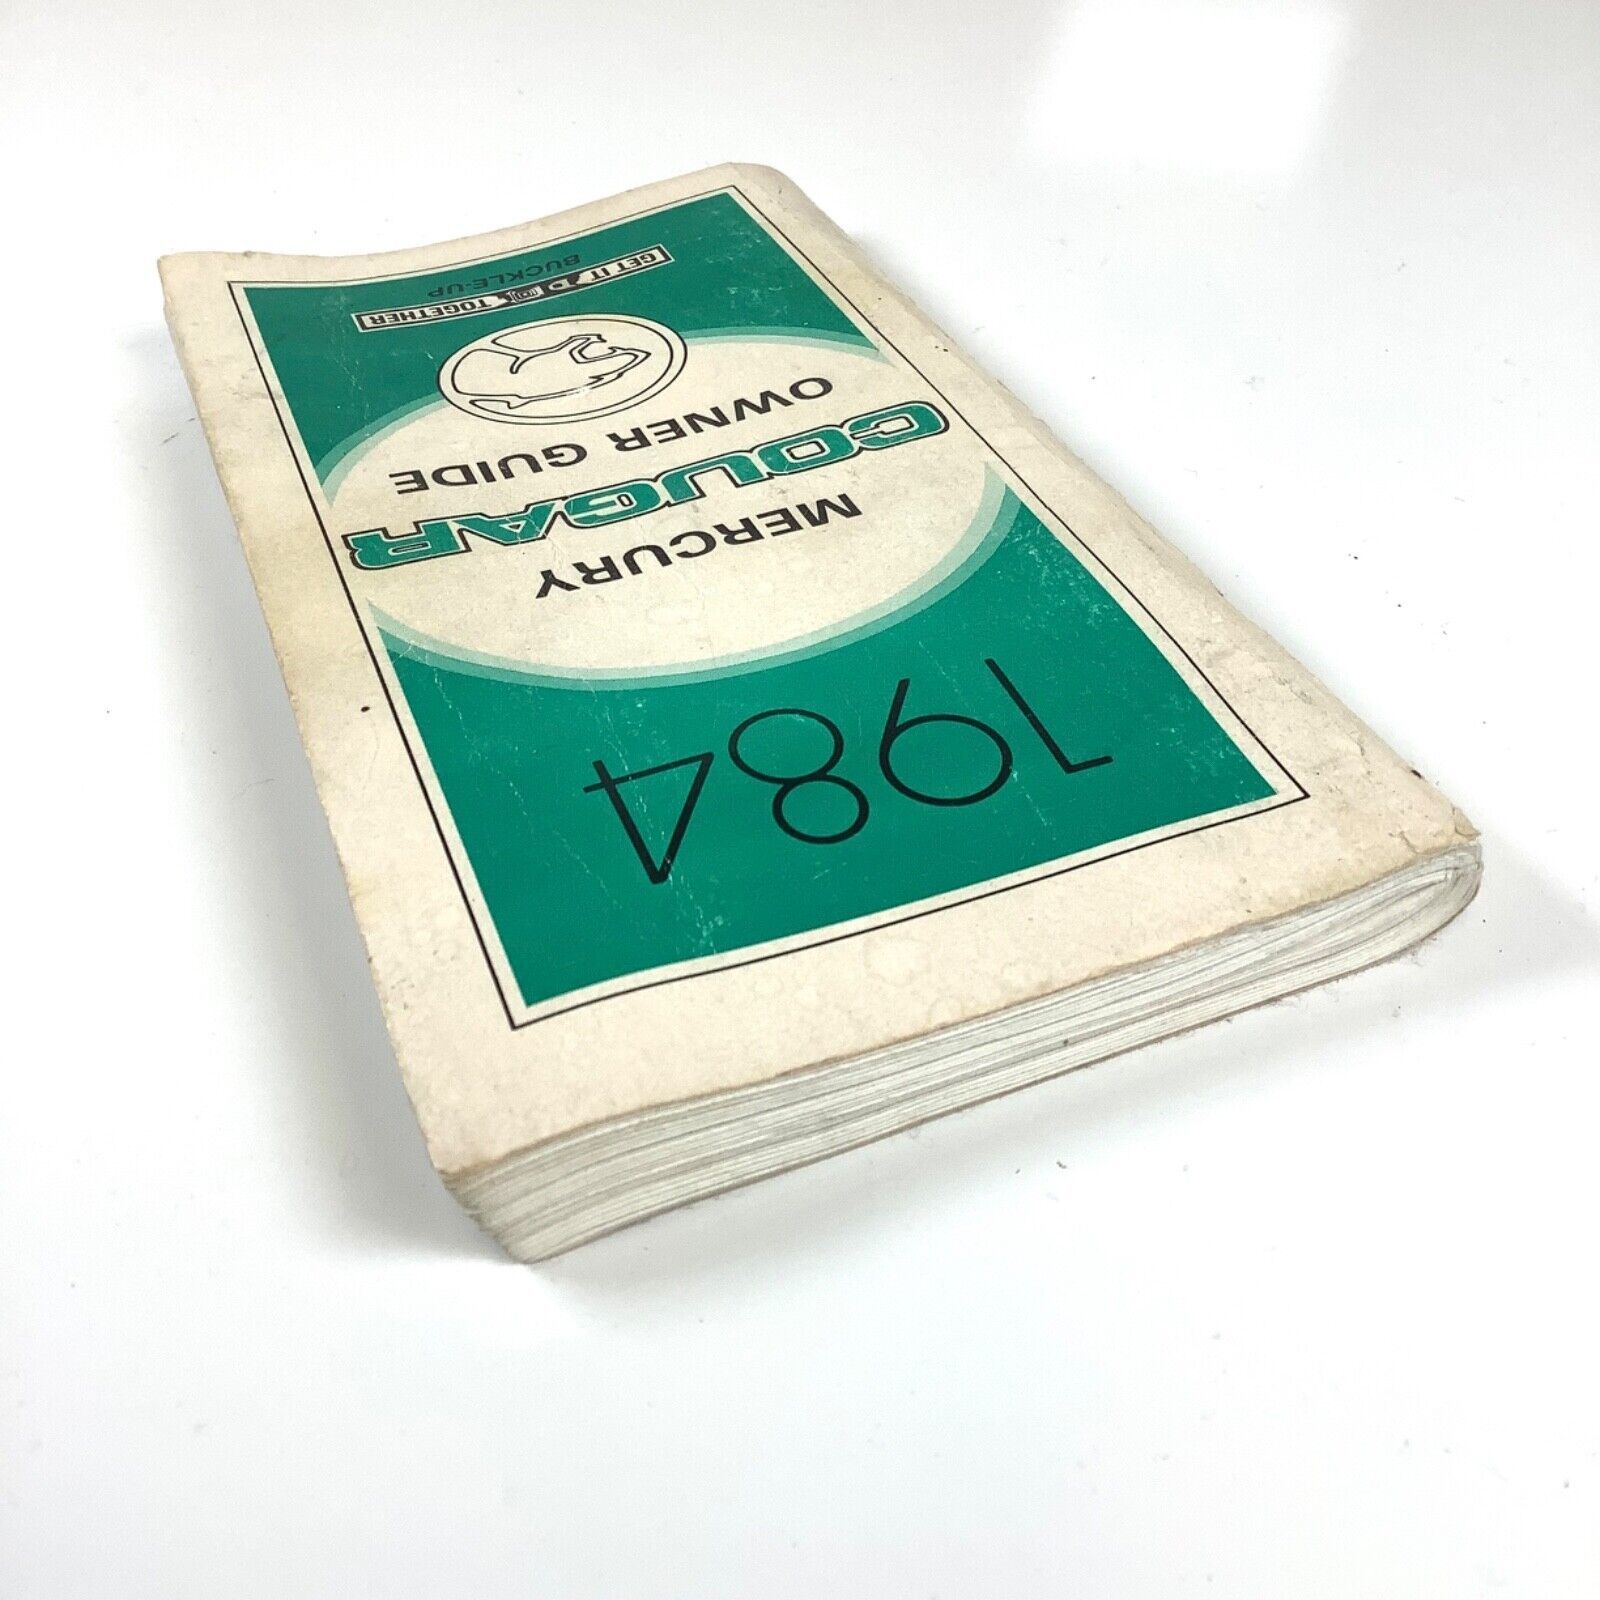 1984
MERCURY
COUGAR
OWNER GUIDE
GET IT TOGETHER
BUCKLE-UP